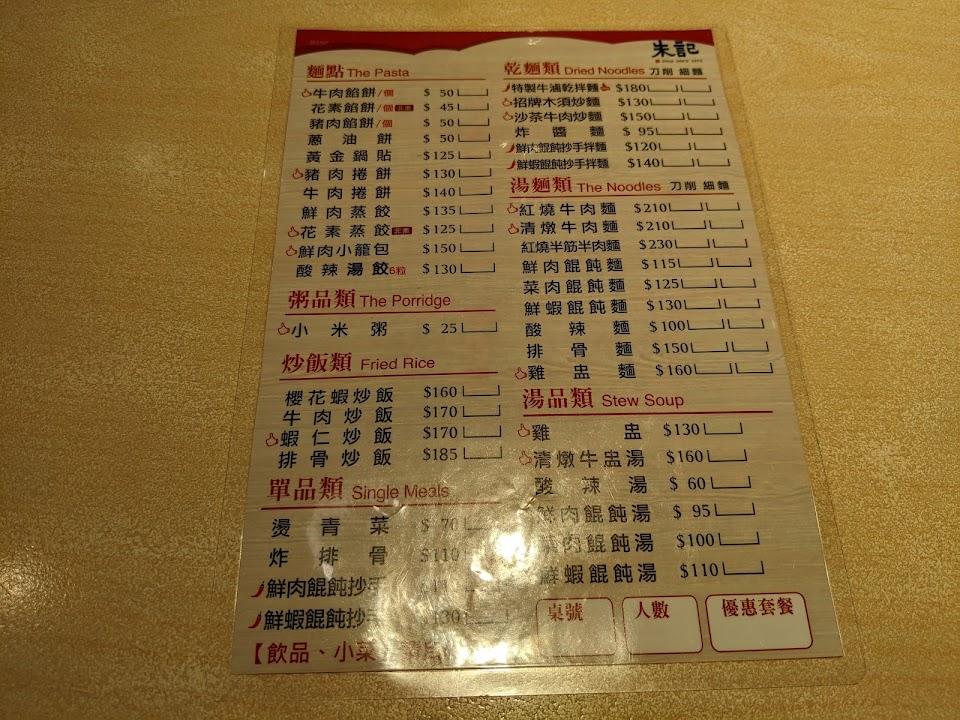 朱記
麵點 The Pasta
牛肉餡餅/個 $ 50
花素餡餅/個 $ 45
豬肉餡餅/個 $ 50
蔥油餅 $ 50
黃金鍋貼 $125
豬肉捲餅 $130
牛肉捲餅 $140
鮮肉蒸餃 $135
花素蒸餃 $125
鮮肉小籠包 $150
酸辣湯餃6粒 $130
粥品類 The Porridge
小米粥 $ 25
炒飯類 Fried Rice
櫻花蝦炒飯 $160
牛肉炒飯 $170
蝦仁炒飯 $170
排骨炒飯 $185
單品類 Single Meals
燙青菜 $ 70
炸排骨 $110
鮮肉餛飩抄手
鮮蝦餛飩抄手 $130
【飲品、小菜
乾麵類 Dried Noodles 刀削 細麵
特製牛滷乾拌麵 $180
招牌木須炒麵 $130
沙茶牛肉炒麵 $150
炸醬麵 $ 95
鮮肉餛飩抄手拌麵 $120
鮮蝦餛飩抄手拌麵 $140
湯麵類 The Noodles 刀削 細麵
紅燒牛肉麵 $210
清燉牛肉麵 $210
紅燒半筋半肉麵 $230
鮮肉餛飩麵 $115
菜肉餛飩麵 $125
鮮蝦餛飩麵 $130
酸辣麵 $100
排骨麵 $150
雞盅麵 $160
湯品類 Stew Soup
雞盅 $130
清燉牛盅湯 $160
酸辣湯 $ 60
鮮肉餛飩湯 $ 95
肉餛飩湯 $100
鮮蝦餛飩湯 $110
桌號
人數
優惠套餐